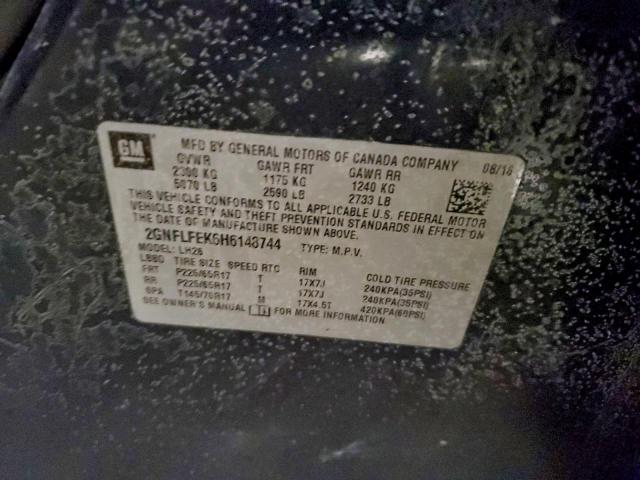 GM
MFD BY GENERAL MOTORS OF CANADA COMPANY 08/16
GVWR GAWR FRT GAWR RR
2300 KG 1175 KG 1240 KG
5070 LB 2590 LB 2733 LB
THIS VEHICLE CONFORMS TO ALL APPLICABLE U.S. FEDERAL MOTOR
VEHICLE SAFETY AND THEFT PREVENTION STANDARDS IN EFFECT ON
THE DATE OF MANUFACTURE SHOWN ABOVE.
2GNFLFEK5H6143744 TYPE: M.P.V.
MODEL: LH26
TIRE SIZE SPEED RTG RIM COLD TIRE PRESSURE
FRT P225/65R17 T 17X7J 240KPA(35PSI)
RR P225/65R17 T 17X7J 240KPA(35PSI)
SPA T145/70R17 M 17X4.5T 420KPA(60PSI)
SEE OWNER'S MANUAL FOR MORE INFORMATION.